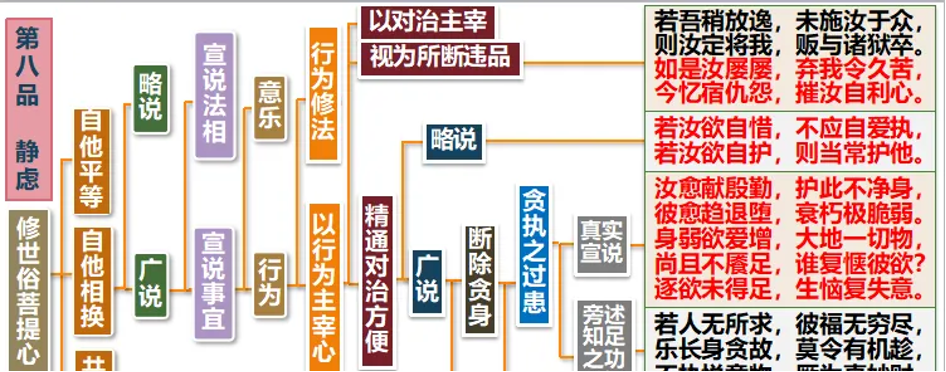 第八品 静虑
修世俗菩提心
自他平等
自他相换
共
略说
广说
宣说法相
宣说事宜
意乐
行为
行为修法
以行为主宰心
以对治主宰
视为所断违品
精通对治方便
略说
广说
断除贪身
贪执之过患
真实宣说
旁述知足之功
若吾稍放逸，未施汝于众，
则汝定将我，贩与诸狱卒。
如是汝屡屡，弃我令久苦，
今忆宿仇怨，摧汝自利心。
若汝欲自惜，不应自爱执，
若汝欲自护，则当常护他。
汝愈献殷勤，护此不净身，
彼愈趋退堕，衰朽极脆弱。
身弱欲爱增，大地一切物，
尚且不餍足，谁复惬彼欲？
逐欲未得足，生恼复失意。
若人无所求，彼福无穷尽，
乐长身贪故，莫令有机趁，